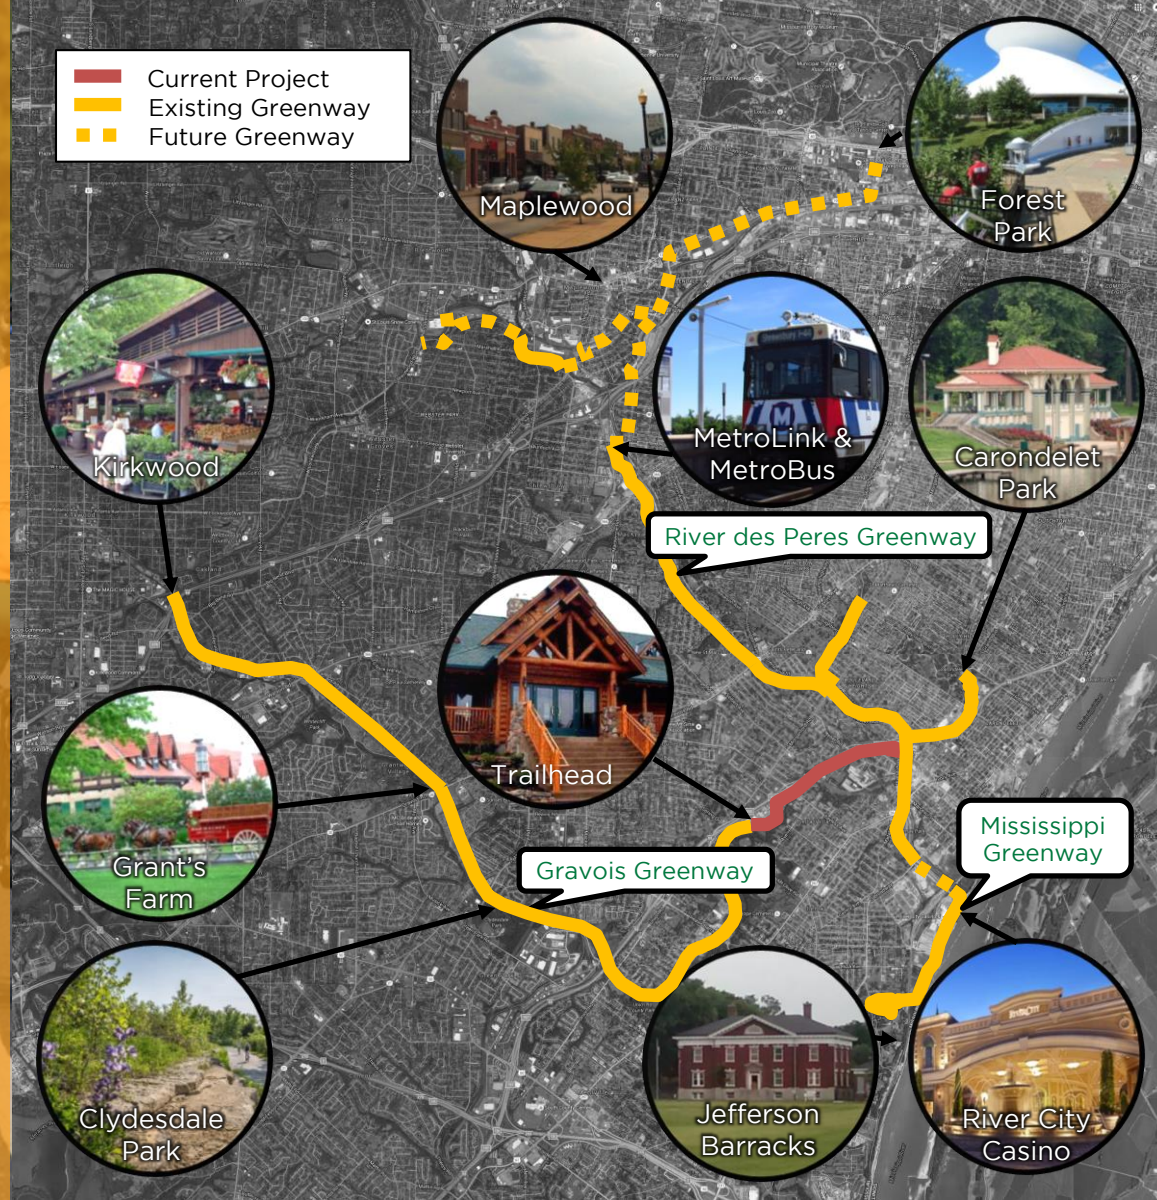 Current Project
Existing Greenway
Future Greenway
Maplewood
Forest
Park
Kirkwood
MetroLink &
MetroBus
Carondelet
Park
River des Peres Greenway
Trailhead
Grant's
Farm
Gravois Greenway
Mississippi
Greenway
Clydesdale
Park
Jefferson
Barracks
River City
Casino